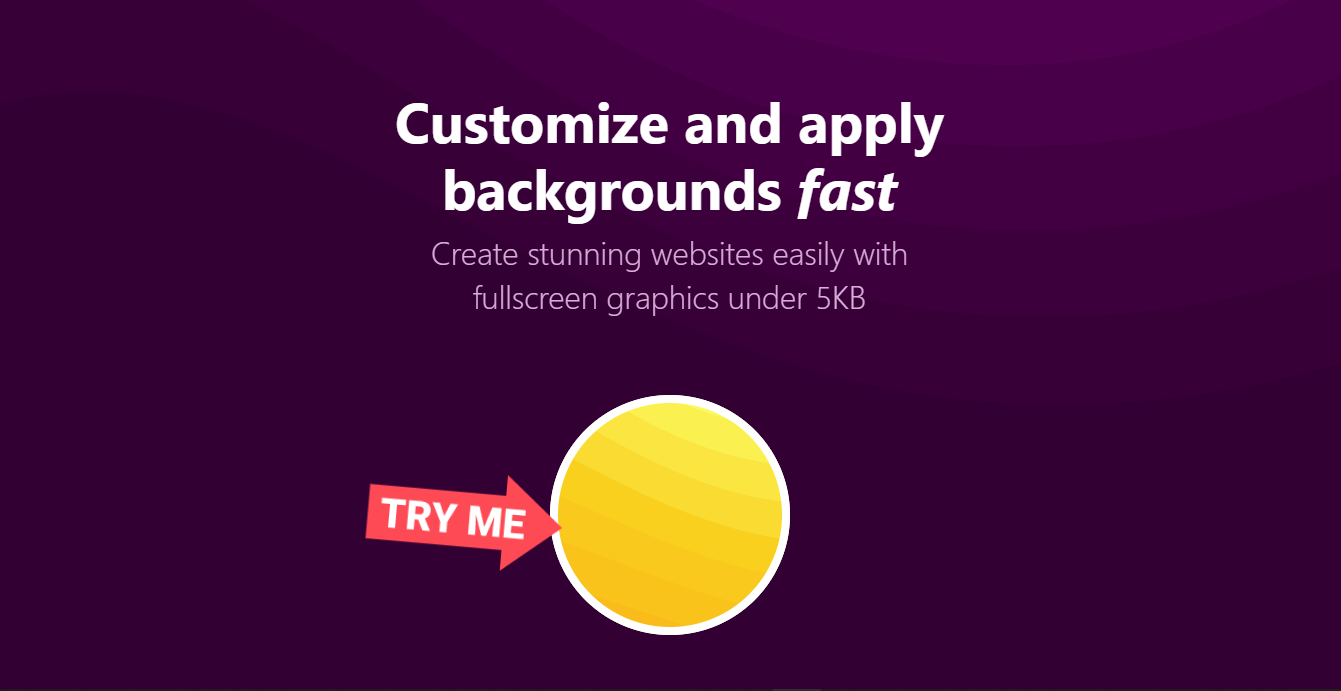 Customize and apply
backgrounds fast
Create stunning websites easily with
fullscreen graphics under 5KB
TRY ME